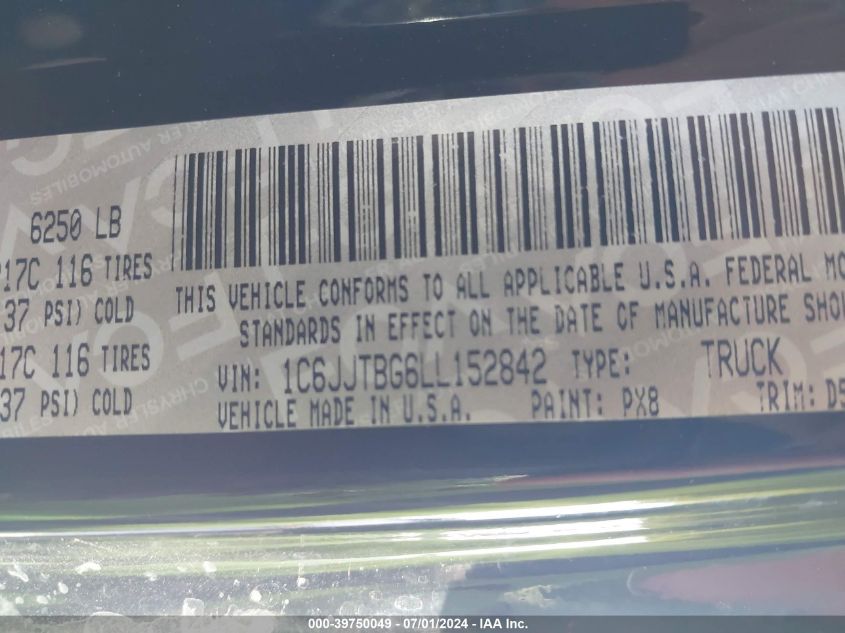 6250 LB
17C 116 TIRES
37 PSI) COLD
17C 116 TIRES
37 PSI) COLD
THIS VEHICLE CONFORMS TO ALL APPLICABLE U.S.A. FEDERAL MO
STANDARDS IN EFFECT ON THE DATE OF MANUFACTURE SHO
VIN: 1C6JJTBG6LL152842 TYPE: TRUCK
VEHICLE MADE IN U.S.A. PAINT: PX8 TRIM: D5
000-39750049 - 07/01/2024 - IAA Inc.